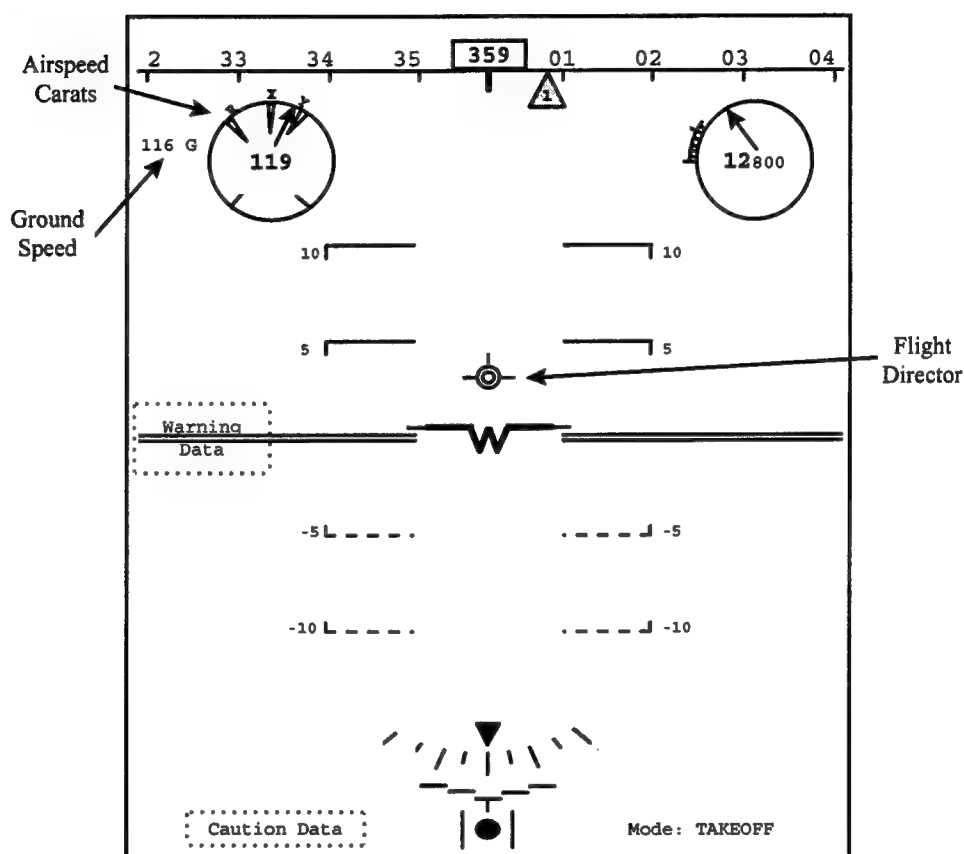 2 33 34 35 359 01 02 03 04
1
Airspeed
Carats
X
116 G
119
12800
Ground
Speed
10 10
5 5
Flight
Director
Warning
Data
-5 -5
-10 -10
Caution Data
Mode: TAKEOFF